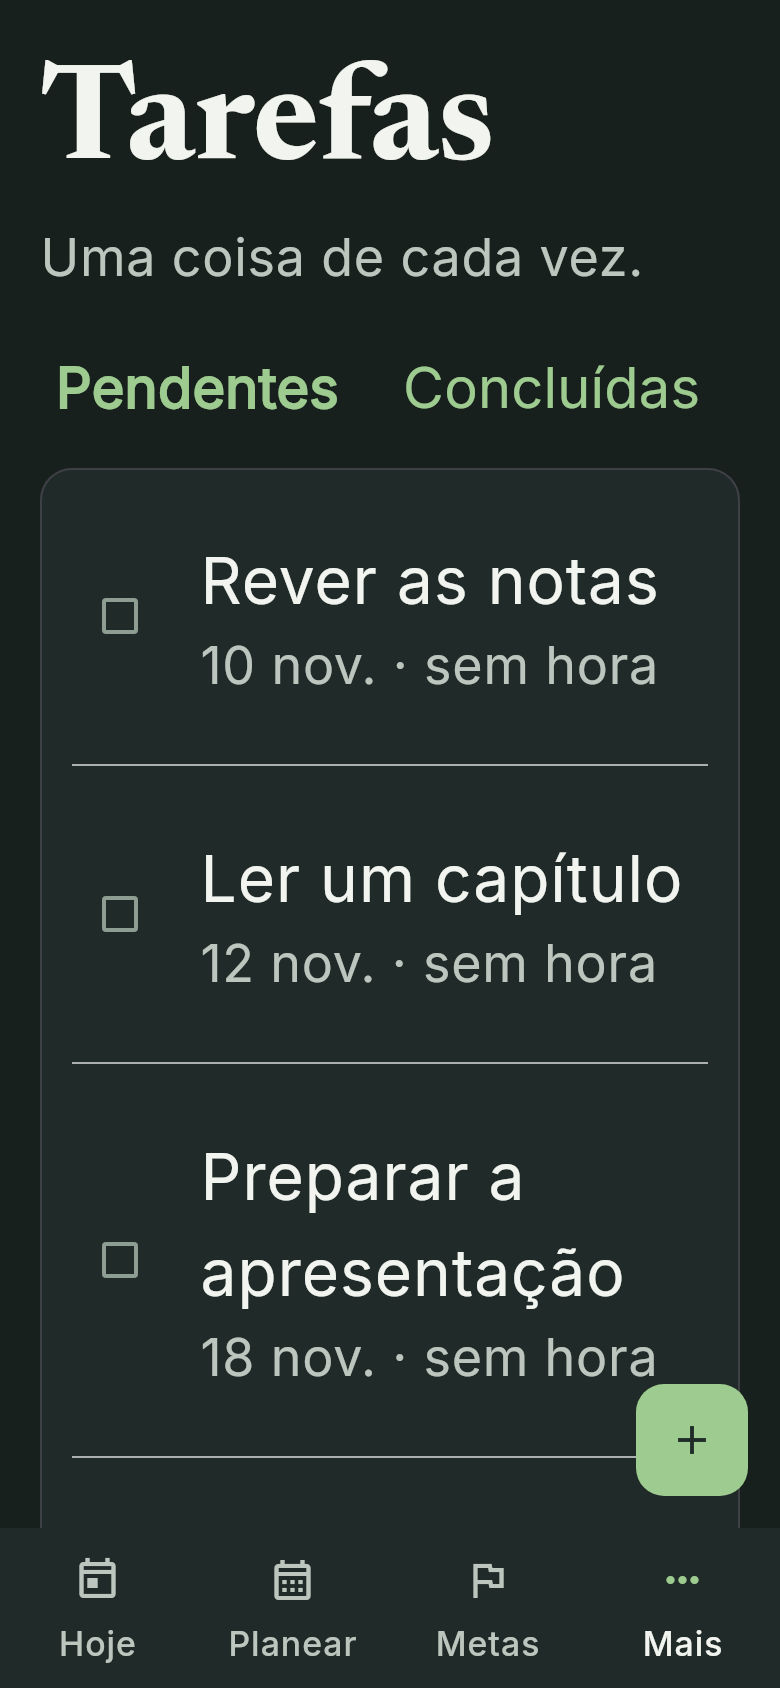 Tarefas
Uma coisa de cada vez.
Pendentes Concluídas
Rever as notas
10 nov. · sem hora
Ler um capítulo
12 nov. · sem hora
Preparar a
apresentação
18 nov. · sem hora
+
Hoje Planear Metas Mais